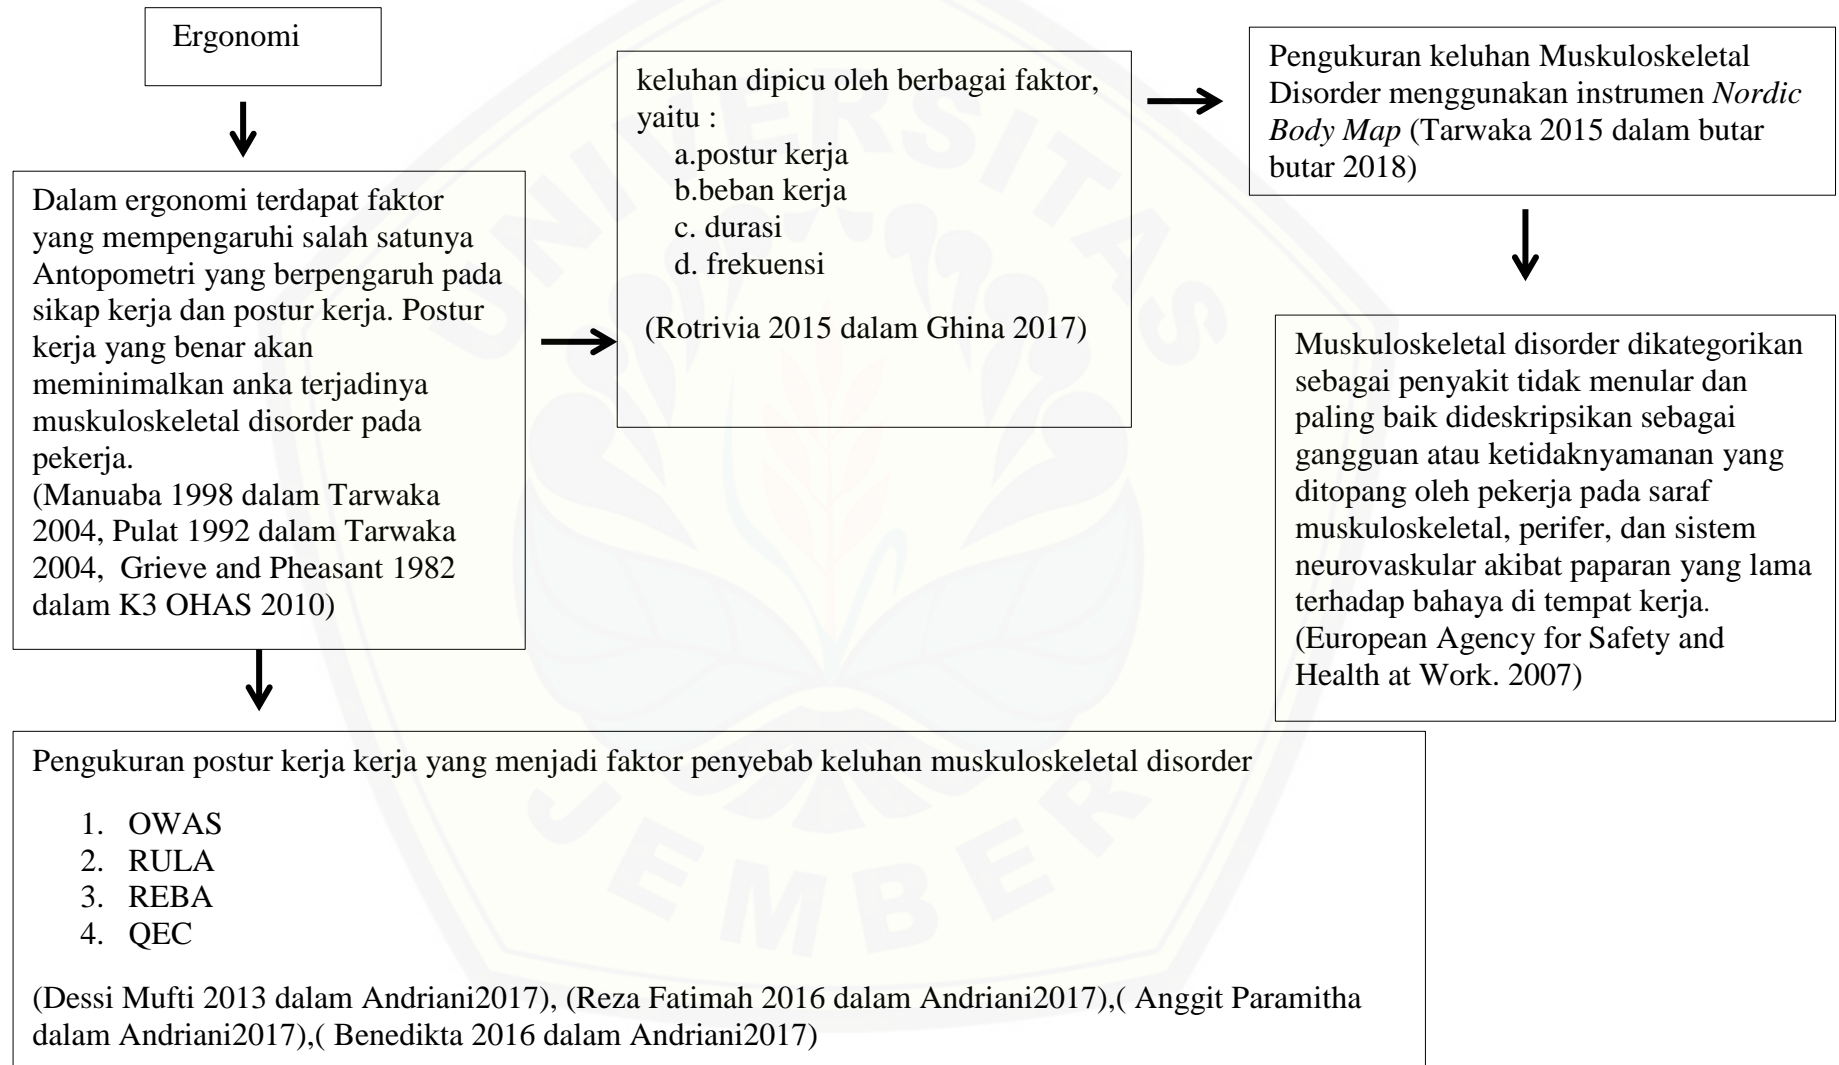 Ergonomi
Dalam ergonomi terdapat faktor
yang mempengaruhi salah satunya
Antopometri yang berpengaruh pada
sikap kerja dan postur kerja. Postur
kerja yang benar akan
meminimalkan anka terjadinya
muskuloskeletal disorder pada
pekerja.
(Manuaba 1998 dalam Tarwaka
2004, Pulat 1992 dalam Tarwaka
2004, Grieve and Pheasant 1982
dalam K3 OHAS 2010)
keluhan dipicu oleh berbagai faktor,
yaitu :
a.postur kerja
b.beban kerja
c. durasi
d. frekuensi
(Rotrivia 2015 dalam Ghina 2017)
Pengukuran keluhan Muskuloskeletal
Disorder menggunakan instrumen Nordic
Body Map (Tarwaka 2015 dalam butar
butar 2018)
Muskuloskeletal disorder dikategorikan
sebagai penyakit tidak menular dan
paling baik dideskripsikan sebagai
gangguan atau ketidaknyamanan yang
ditopang oleh pekerja pada saraf
muskuloskeletal, perifer, dan sistem
neurovaskular akibat paparan yang lama
terhadap bahaya di tempat kerja.
(European Agency for Safety and
Health at Work. 2007)
Pengukuran postur kerja kerja yang menjadi faktor penyebab keluhan muskuloskeletal disorder
1. OWAS
2. RULA
3. REBA
4. QEC
(Dessi Mufti 2013 dalam Andriani2017), (Reza Fatimah 2016 dalam Andriani2017),( Anggit Paramitha
dalam Andriani2017),( Benedikta 2016 dalam Andriani2017)
UNIVERSITAS
JEMBER